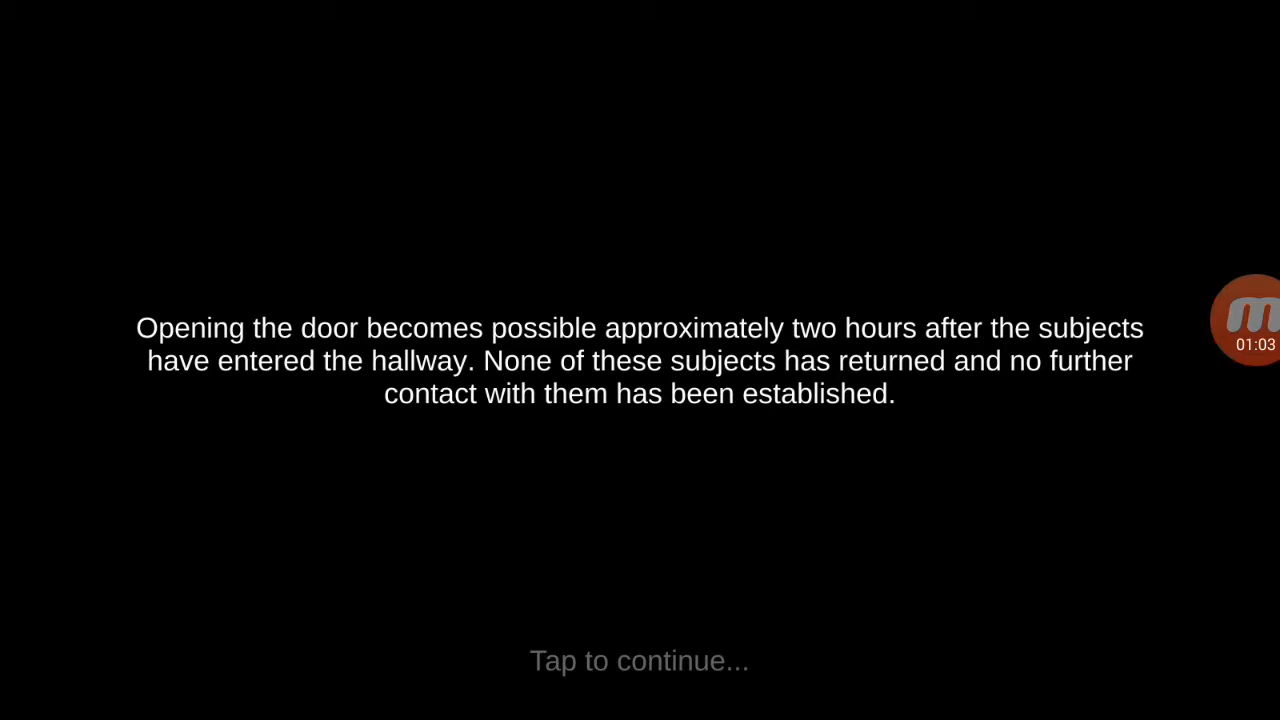 Opening the door becomes possible approximately two hours after the subjects
have entered the hallway. None of these subjects has returned and no further
contact with them has been established.
01:03
Tap to continue...